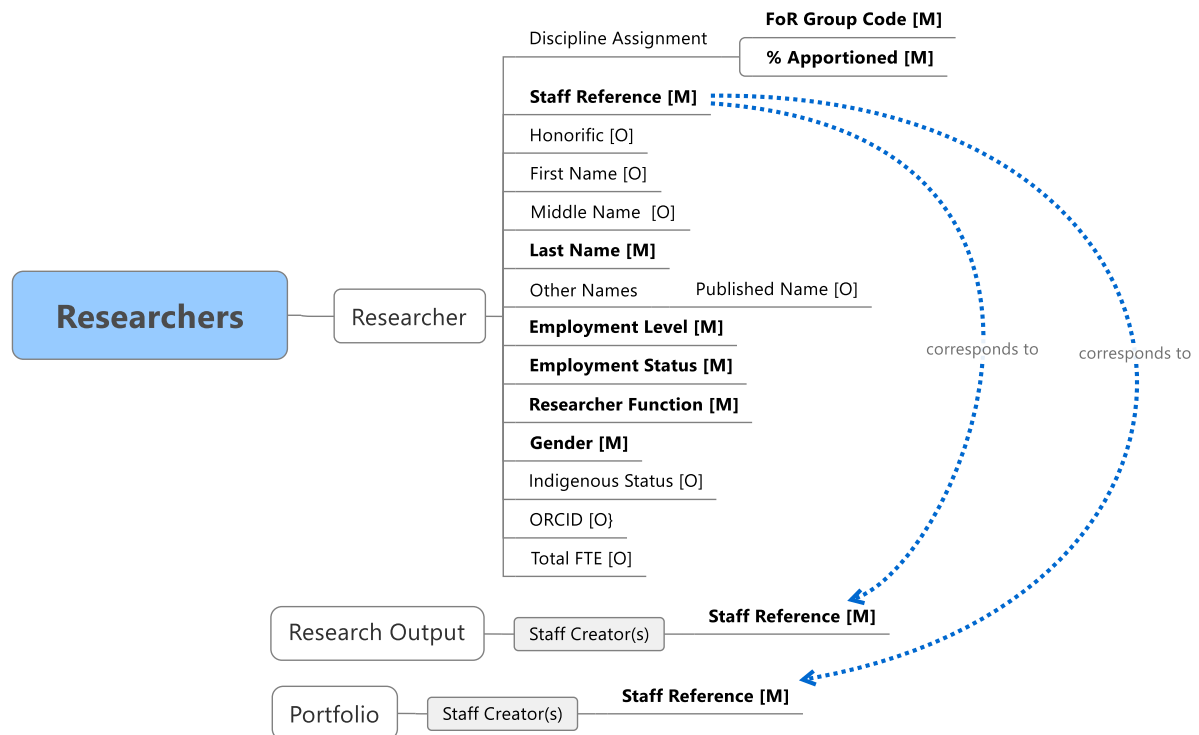 FoR Group Code [M]
Discipline Assignment
% Apportioned [M]
Staff Reference [M]
Honorific [O]
First Name [O]
Middle Name  [O]
Last Name [M]
Other Names
Published Name [O]
Researchers
Researcher
Employment Level [M]
corresponds to
corresponds to
Employment Status [M]
Researcher Function [M]
Gender [M]
Indigenous Status [O]
ORCID [O}
Total FTE [O]
Research Output
Staff Creator(s)
Staff Reference [M]
Portfolio
Staff Creator(s)
Staff Reference [M]